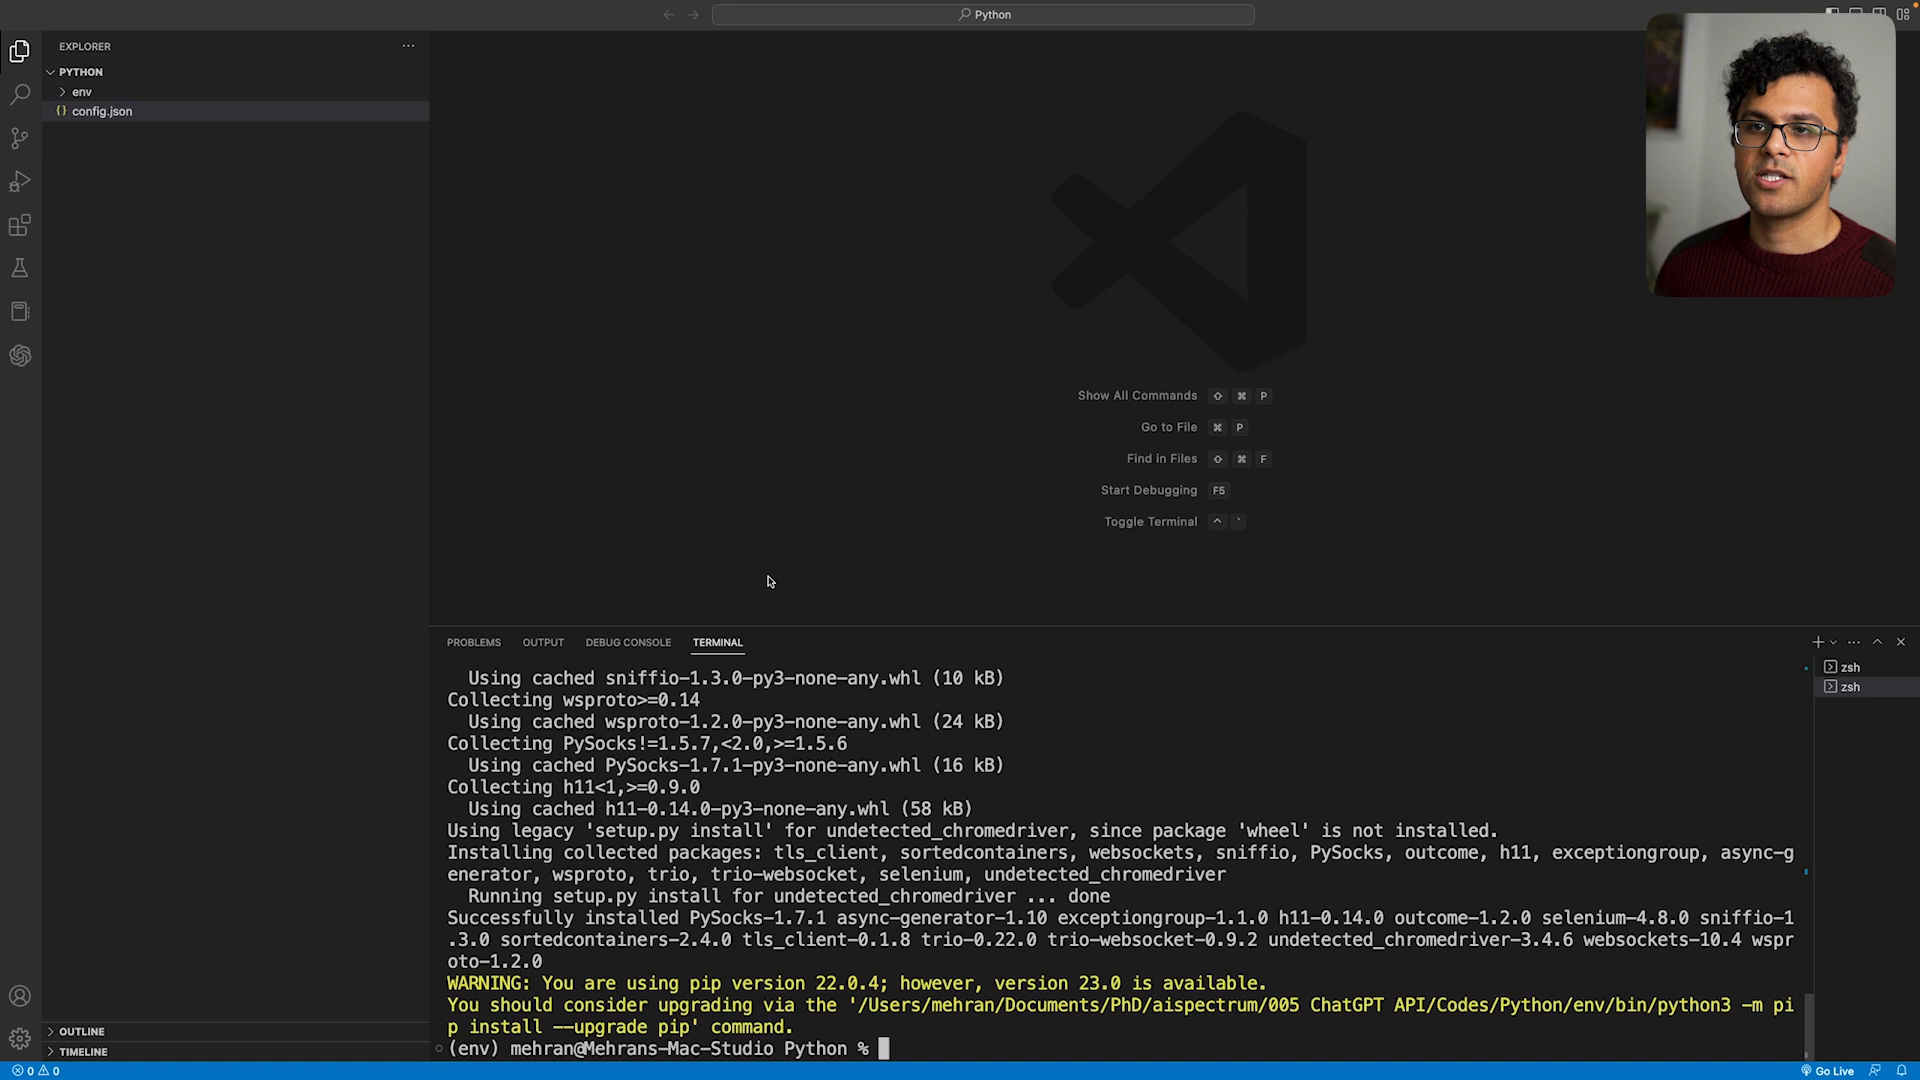 Python
EXPLORER
PYTHON
env
config.json
Show All Commands ⇧ ⌘ P
Go to File ⌘ P
Find in Files ⇧ ⌘ F
Start Debugging F5
Toggle Terminal ^ `
PROBLEMS OUTPUT DEBUG CONSOLE TERMINAL
zsh
zsh
Using cached sniffio-1.3.0-py3-none-any.whl (10 kB)
Collecting wsproto>=0.14
Using cached wsproto-1.2.0-py3-none-any.whl (24 kB)
Collecting PySocks!=1.5.7,<2.0,>=1.5.6
Using cached PySocks-1.7.1-py3-none-any.whl (16 kB)
Collecting h11<1,>=0.9.0
Using cached h11-0.14.0-py3-none-any.whl (58 kB)
Using legacy 'setup.py install' for undetected_chromedriver, since package 'wheel' is not installed.
Installing collected packages: tls_client, sortedcontainers, websockets, sniffio, PySocks, outcome, h11, exceptiongroup, async-g
enerator, wsproto, trio, trio-websocket, selenium, undetected_chromedriver
Running setup.py install for undetected_chromedriver ... done
Successfully installed PySocks-1.7.1 async-generator-1.10 exceptiongroup-1.1.0 h11-0.14.0 outcome-1.2.0 selenium-4.8.0 sniffio-1
.3.0 sortedcontainers-2.4.0 tls_client-0.1.8 trio-0.22.0 trio-websocket-0.9.2 undetected_chromedriver-3.4.6 websockets-10.4 wspr
oto-1.2.0
WARNING: You are using pip version 22.0.4; however, version 23.0 is available.
You should consider upgrading via the '/Users/mehran/Documents/PhD/aispectrum/005 ChatGPT API/Codes/Python/env/bin/python3 -m pi
p install --upgrade pip' command.
(env) mehran@Mehrans-Mac-Studio Python %
OUTLINE
TIMELINE
0 0
Go Live